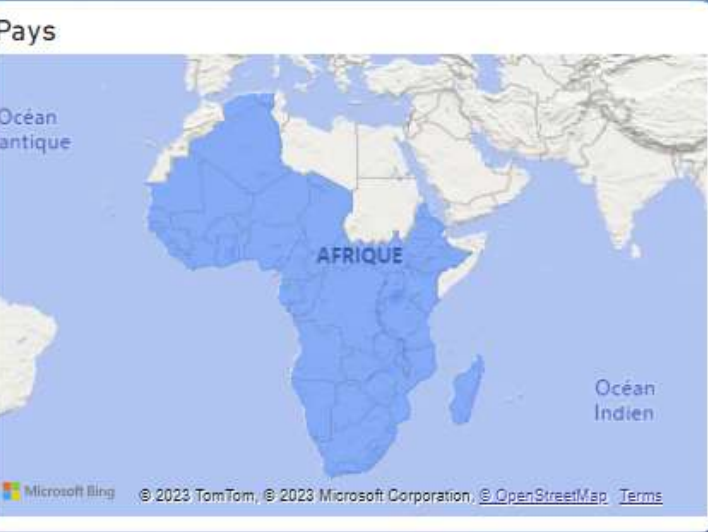 Pays
Océan
antique
AFRIQUE
Océan
Indien
Microsoft Bing
© 2023 TomTom, © 2023 Microsoft Corporation, © OpenStreetMap Terms